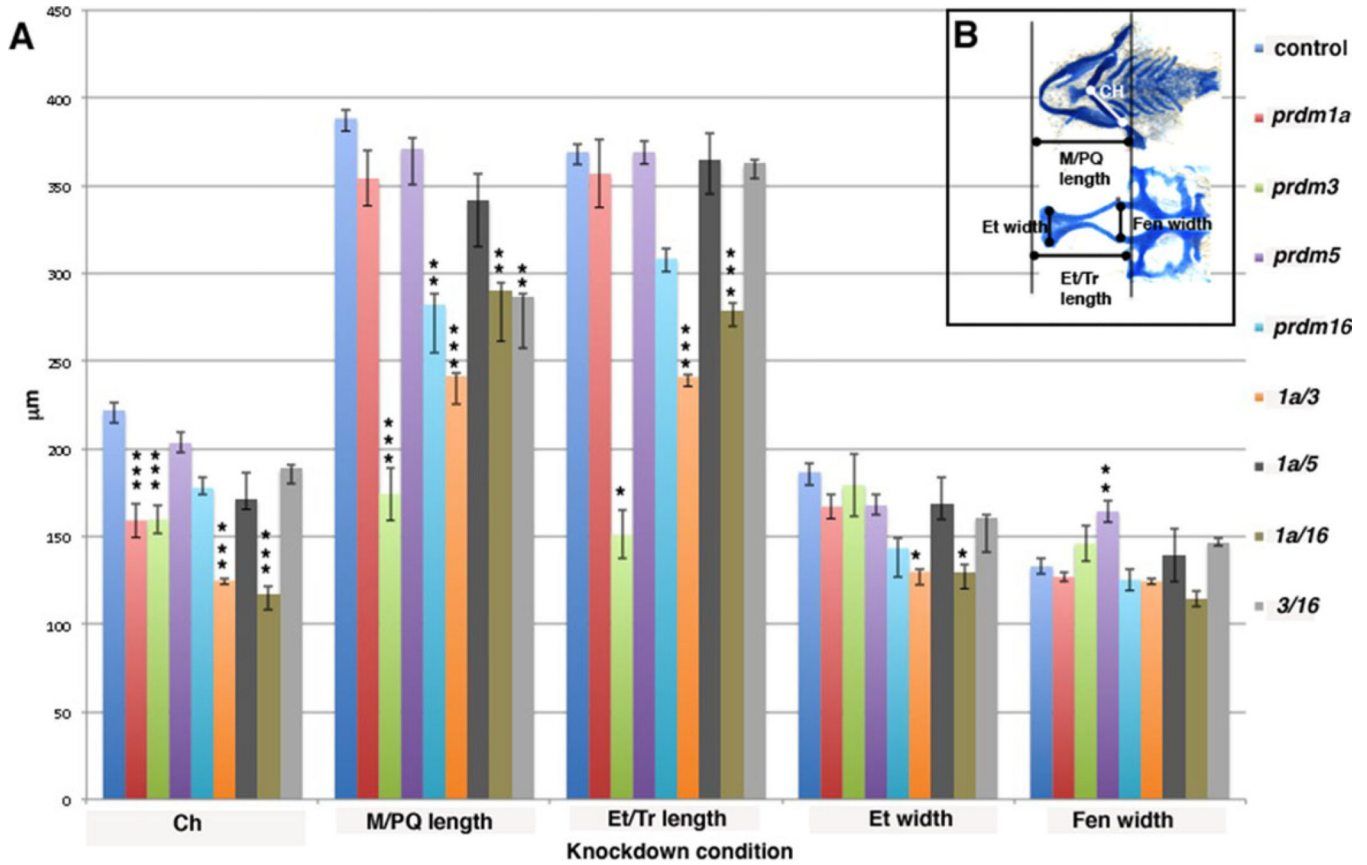 A
450
400
350
300
250
200
150
100
50
0
μm
***
***
****
***
***
**
***
**
**
*
***
***
*
*
**
Ch
M/PQ length
Et/Tr length
Et width
Fen width
Knockdown condition
B
CH
M/PQ
length
Et width
Fen width
Et/Tr
length
control
prdm1a
prdm3
prdm5
prdm16
1a/3
1a/5
1a/16
3/16